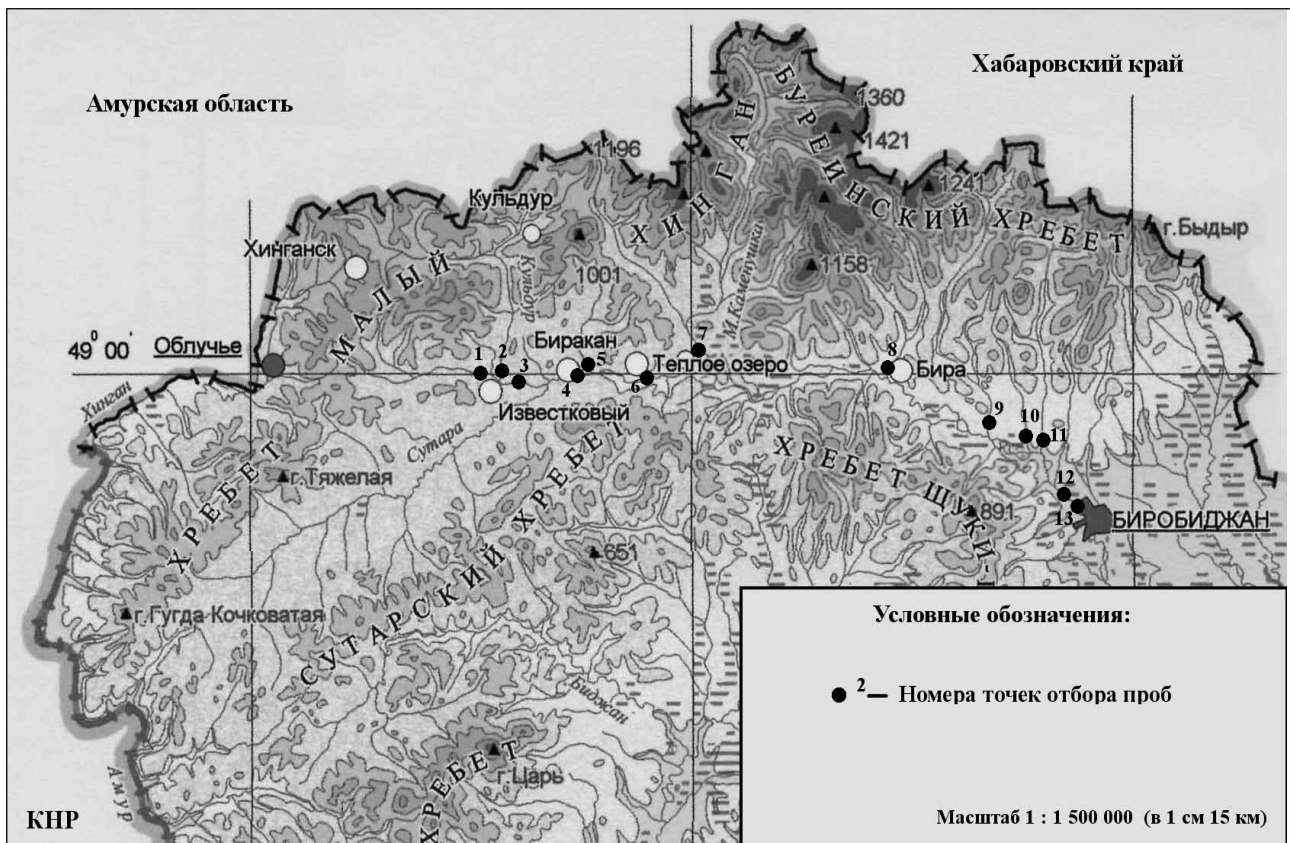 Амурская область
Хабаровский край
1360
1421
1196
1241
Кульдур
г.Быдыр
Хинганск
1001
1158
МАЛЫЙ
ХИНГАН
БУРЕИНСКИЙ ХРЕБЕТ
Кульдур
М.Каменушка
49⁰ 00'
Облучье
Биракан
7
1
2
3
4
5
Теплое озеро
6
8
Бира
Хинган
Известковый
Сутара
9
10
11
ХРЕБЕТ
г.Тяжелая
ХРЕБЕТ ЩУКИ-
891
12
13
БИРОБИДЖАН
651
г.Гугда-Кочковатая
СУТАРСКИЙ ХРЕБЕТ
Условные обозначения:
2 — Номера точек отбора проб
Биджан
г.Царь
ХРЕБЕТ
Амур
КНР
Масштаб 1 : 1 500 000 (в 1 см 15 км)